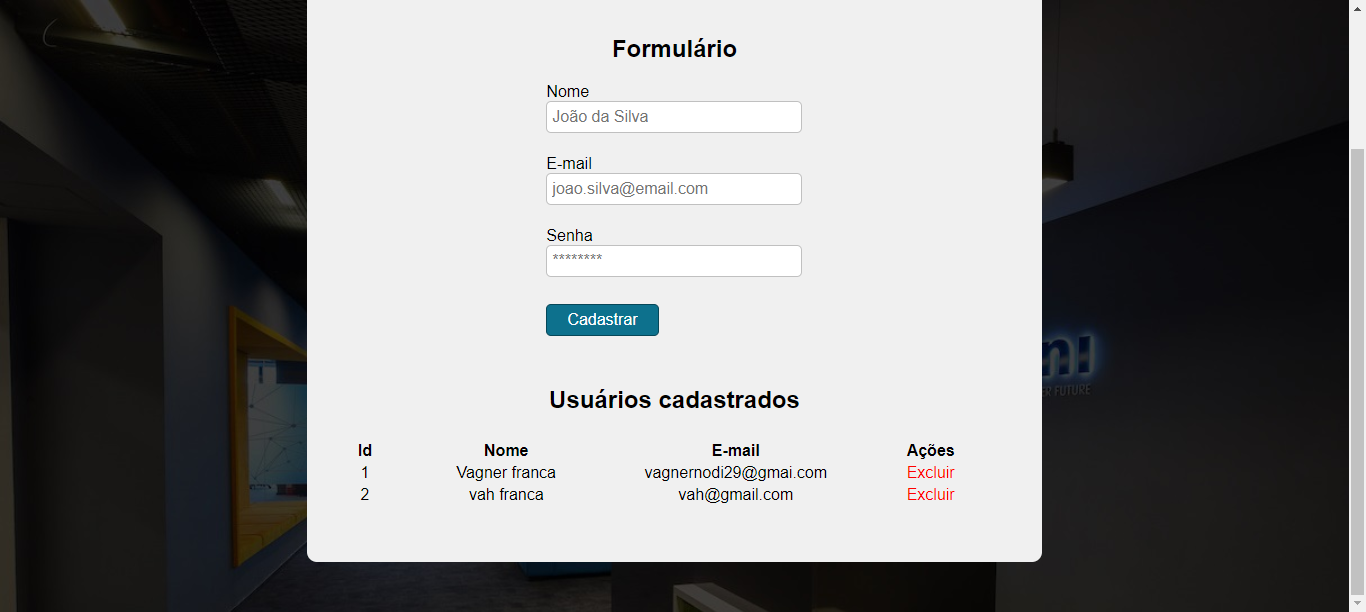 Formulário
Nome
João da Silva
E-mail
joao.silva@email.com
Senha
********
Cadastrar
Usuários cadastrados
Id Nome E-mail Ações
1 Vagner franca vagnernodi29@gmai.com Excluir
2 vah franca vah@gmail.com Excluir
FUTURE